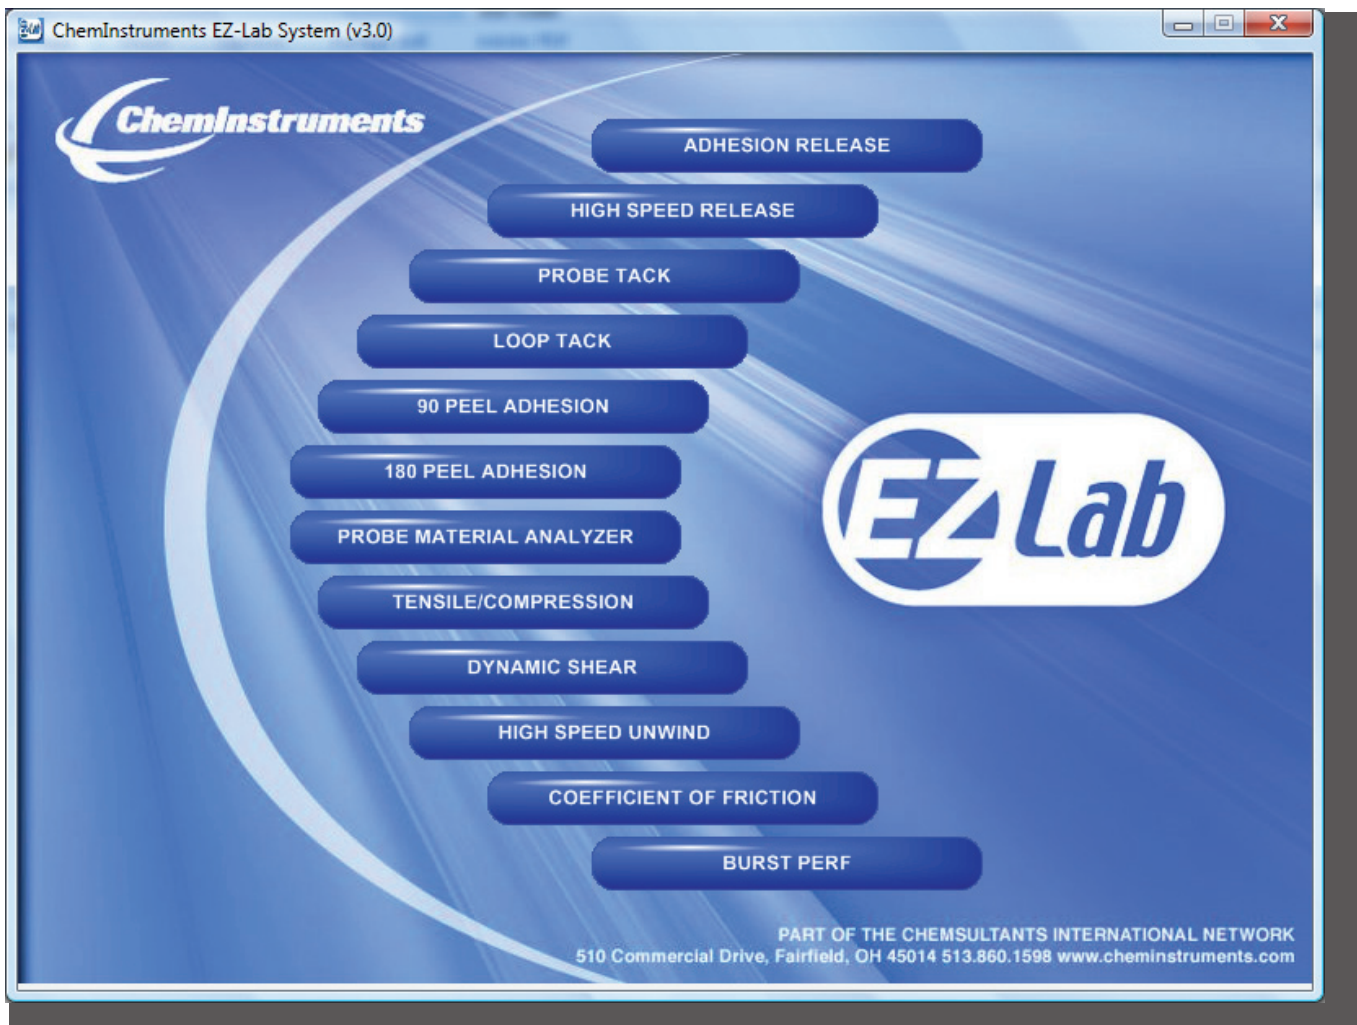 ChemInstruments EZ-Lab System (v3.0)
ChemInstruments
ADHESION RELEASE
HIGH SPEED RELEASE
PROBE TACK
LOOP TACK
90 PEEL ADHESION
180 PEEL ADHESION
PROBE MATERIAL ANALYZER
TENSILE/COMPRESSION
DYNAMIC SHEAR
HIGH SPEED UNWIND
COEFFICIENT OF FRICTION
BURST PERF
EZ Lab
PART OF THE CHEMSULTANTS INTERNATIONAL NETWORK
510 Commercial Drive, Fairfield, OH 45014 513.860.1598 www.cheminstruments.com